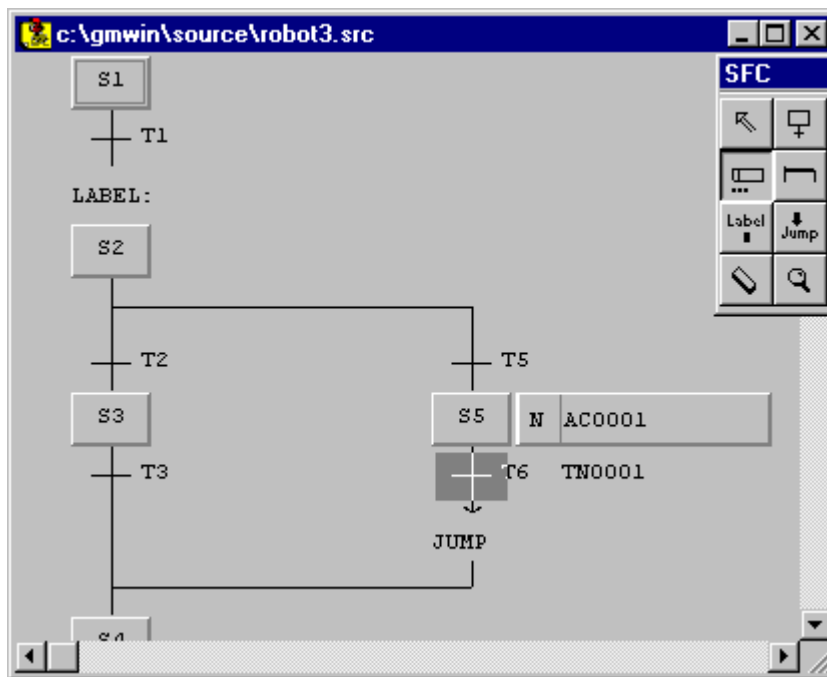 c:\gmwin\source\robot3.src
SFC
S1
T1
LABEL:
Label
Jump
S2
T2
T5
S3
S5
N
AC0001
T3
T6
TN0001
JUMP
S4